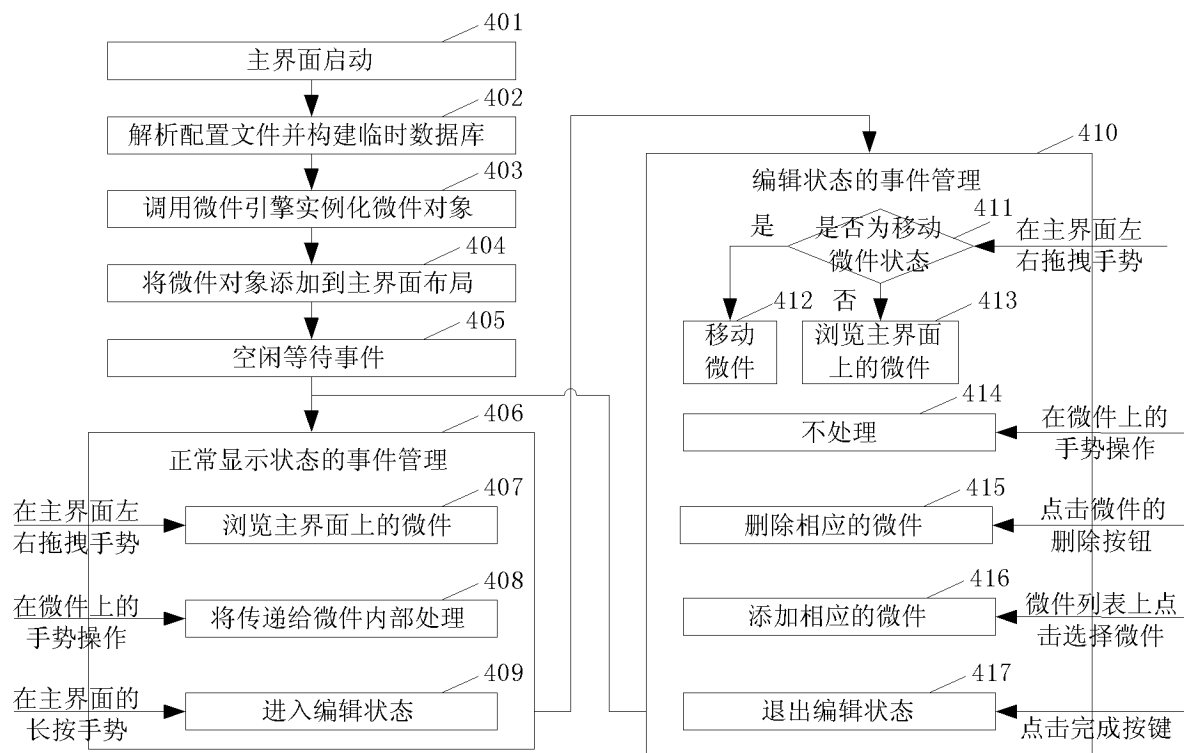 401
主界面启动
402
解析配置文件并构建临时数据库
403
调用微件引擎实例化微件对象
404
将微件对象添加到主界面布局
405
空闲等待事件
406
正常显示状态的事件管理
407
在主界面左
右拖拽手势
浏览主界面上的微件
408
在微件上的
手势操作
将传递给微件内部处理
409
在主界面的
长按手势
进入编辑状态
410
编辑状态的事件管理
411
是
是否为移动
微件状态
在主界面左
右拖拽手势
否
412
移动
微件
413
浏览主界面
上的微件
414
不处理
在微件上的
手势操作
415
删除相应的微件
点击微件的
删除按钮
416
添加相应的微件
微件列表上点
击选择微件
417
退出编辑状态
点击完成按键